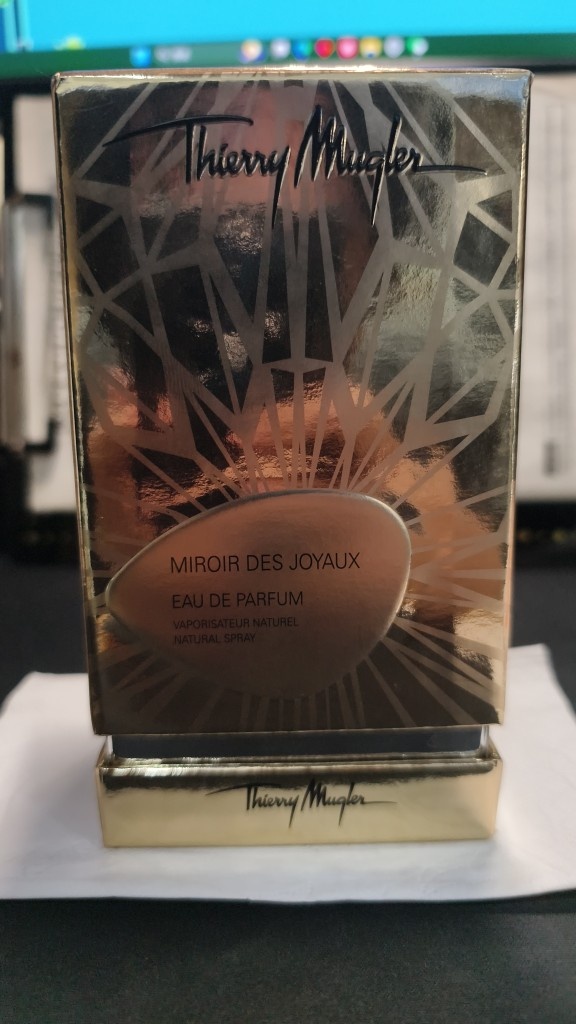 Thierry Mugler
MIROIR DES JOYAUX
EAU DE PARFUM
VAPORISATEUR NATUREL
NATURAL SPRAY
Thierry Mugler